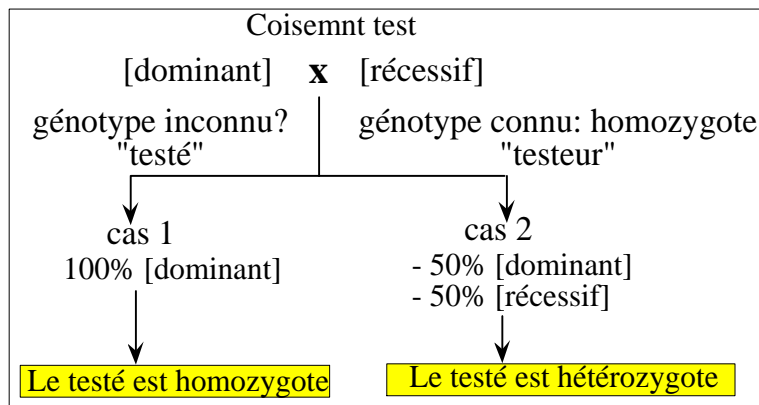 Coisemnt test
[dominant] x [récessif]
génotype inconnu? génotype connu: homozygote
"testé" "testeur"
cas 1 cas 2
100% [dominant] - 50% [dominant]
- 50% [récessif]
Le testé est homozygote Le testé est hétérozygote